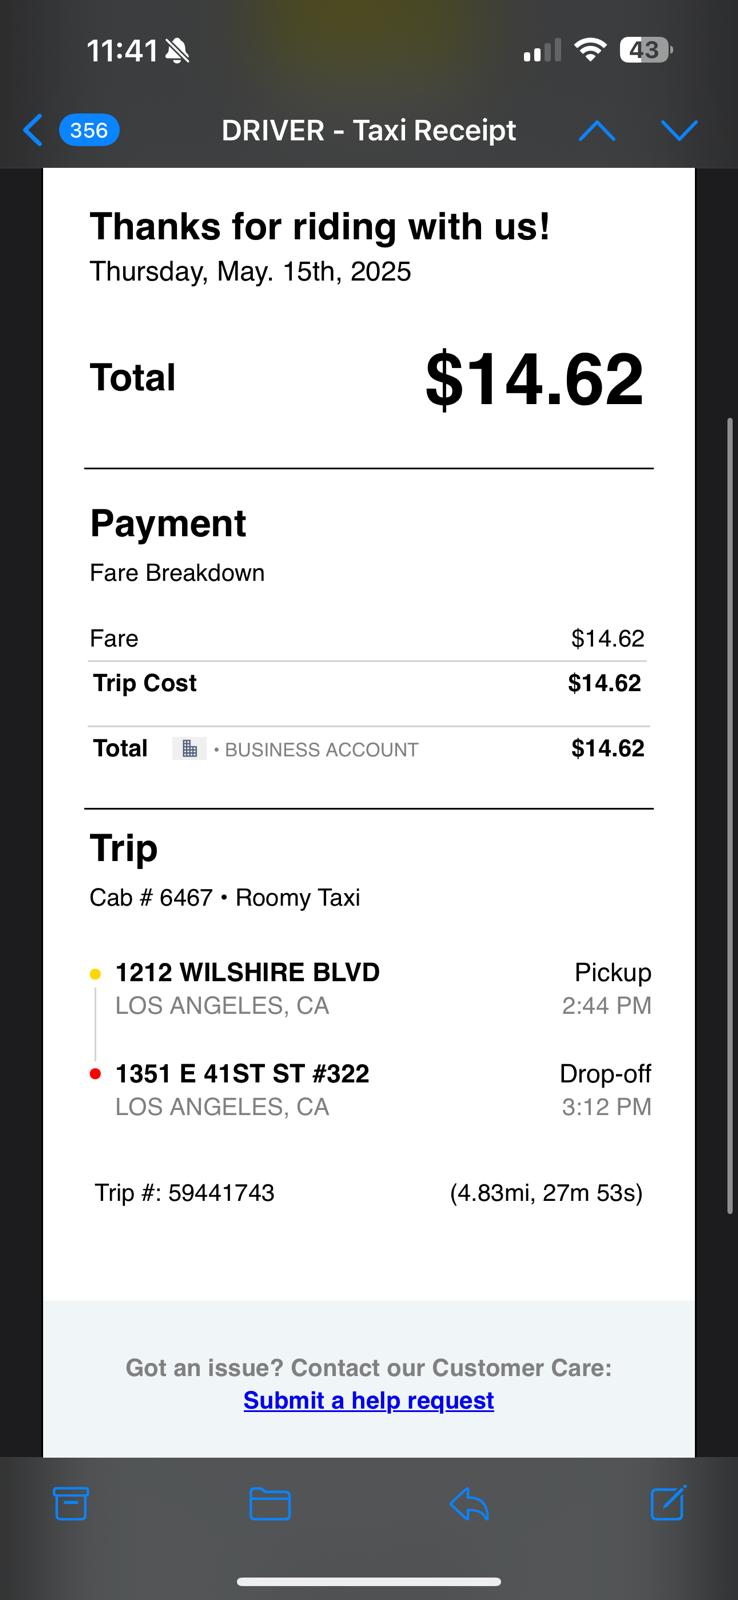 11:41
43
356
DRIVER - Taxi Receipt
Thanks for riding with us!
Thursday, May. 15th, 2025
Total $14.62
Payment
Fare Breakdown
Fare $14.62
Trip Cost $14.62
Total • BUSINESS ACCOUNT $14.62
Trip
Cab # 6467 • Roomy Taxi
1212 WILSHIRE BLVD Pickup
LOS ANGELES, CA 2:44 PM
1351 E 41ST ST #322 Drop-off
LOS ANGELES, CA 3:12 PM
Trip #: 59441743 (4.83mi, 27m 53s)
Got an issue? Contact our Customer Care:
Submit a help request